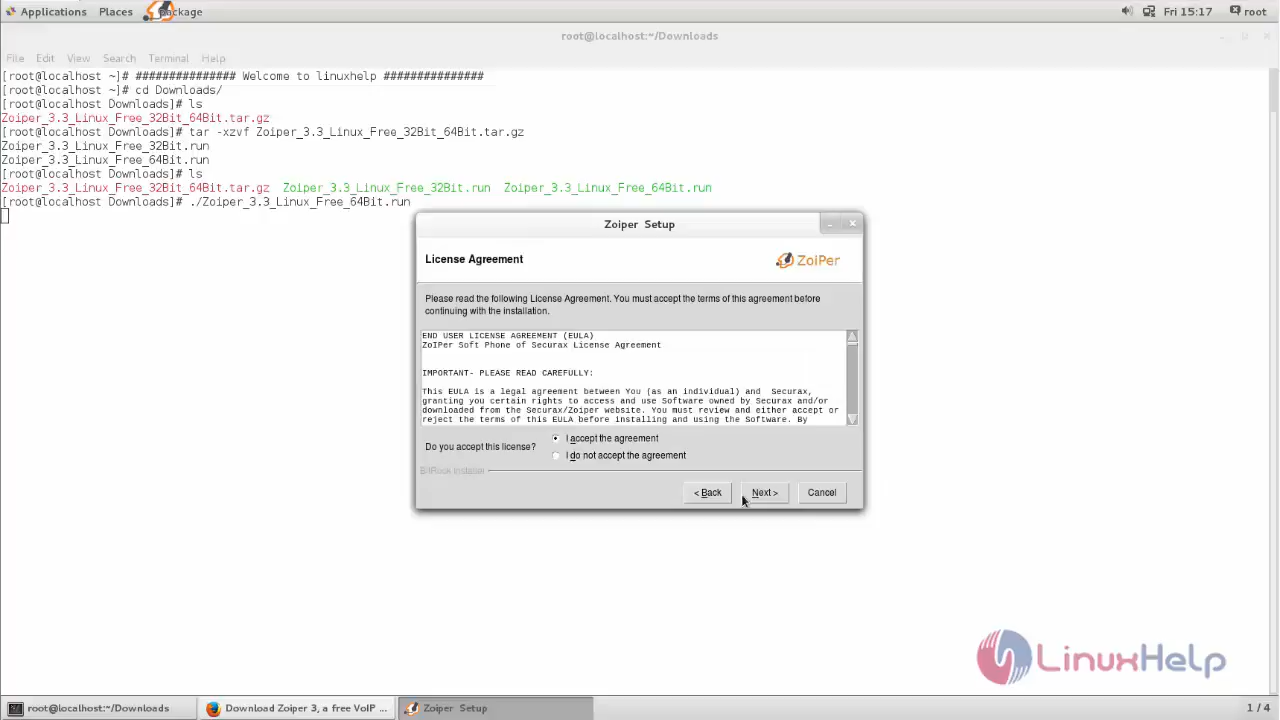 Applications Places Package Fri 15:17 root
root@localhost:~/Downloads
File Edit View Search Terminal Help
[root@localhost ~]# ############### Welcome to linuxhelp ###############
[root@localhost ~]# cd Downloads/
[root@localhost Downloads]# ls
Zoiper_3.3_Linux_Free_32Bit_64Bit.tar.gz
[root@localhost Downloads]# tar -xzvf Zoiper_3.3_Linux_Free_32Bit_64Bit.tar.gz
Zoiper_3.3_Linux_Free_32Bit.run
Zoiper_3.3_Linux_Free_64Bit.run
[root@localhost Downloads]# ls
Zoiper_3.3_Linux_Free_32Bit_64Bit.tar.gz Zoiper_3.3_Linux_Free_32Bit.run Zoiper_3.3_Linux_Free_64Bit.run
[root@localhost Downloads]# ./Zoiper_3.3_Linux_Free_64Bit.run
Zoiper Setup
License Agreement
ZoiPer
Please read the following License Agreement. You must accept the terms of this agreement before
continuing with the installation.
END USER LICENSE AGREEMENT (EULA)
ZoIPer Soft Phone of Securax License Agreement
IMPORTANT- PLEASE READ CAREFULLY:
This EULA is a legal agreement between You (as an individual) and Securax,
granting you certain rights to access and use Software owned by Securax and/or
downloaded from the Securax/Zoiper website. You must review and either accept or
reject the terms of this EULA before installing and using the Software. By
Do you accept this license?
I accept the agreement
I do not accept the agreement
BitRock Installer
< Back Next > Cancel
LinuxHelp
root@localhost:~/Downloads Download Zoiper 3, a free VoIP ... Zoiper Setup 1 / 4